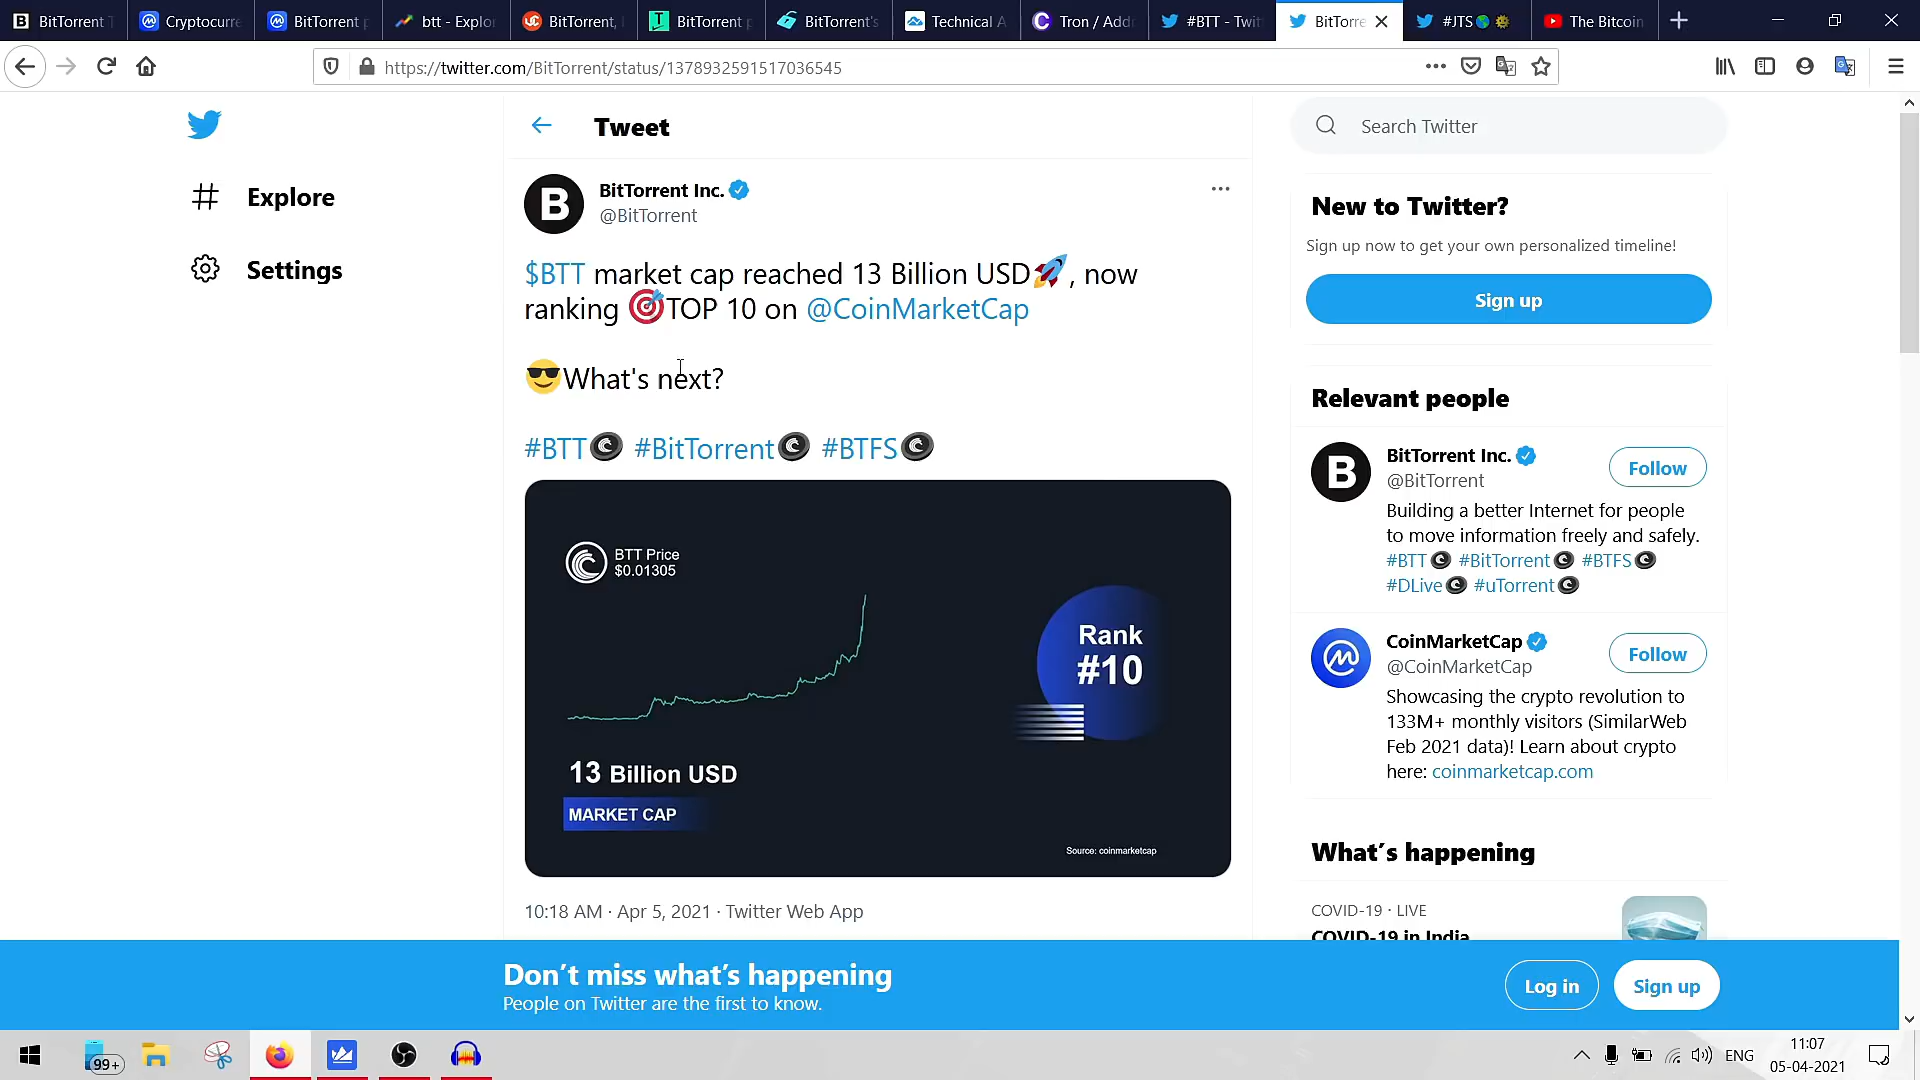 BitTorrent T
Cryptocurre
BitTorrent p
btt - Explo
BitTorrent,
BitTorrent p
BitTorrent's
Technical A
Tron / Add
#BTT - Twit
BitTorre
#JTS
The Bitcoin
https://twitter.com/BitTorrent/status/1378932591517036545
Explore
Settings
Tweet
B
BitTorrent Inc.
@BitTorrent
$BTT market cap reached 13 Billion USD🚀, now
ranking 🎯TOP 10 on @CoinMarketCap
😎What's next?
#BTT #BitTorrent #BTFS
BTT Price
$0.01305
Rank
#10
13 Billion USD
MARKET CAP
Source: coinmarketcap
10:18 AM · Apr 5, 2021 · Twitter Web App
Search Twitter
New to Twitter?
Sign up now to get your own personalized timeline!
Sign up
Relevant people
B
BitTorrent Inc.
@BitTorrent
Follow
Building a better Internet for people
to move information freely and safely.
#BTT #BitTorrent #BTFS
#DLive #uTorrent
CoinMarketCap
@CoinMarketCap
Follow
Showcasing the crypto revolution to
133M+ monthly visitors (SimilarWeb
Feb 2021 data)! Learn about crypto
here: coinmarketcap.com
What's happening
COVID-19 · LIVE
COVID-19 in India
Don't miss what's happening
People on Twitter are the first to know.
Log in
Sign up
99+
ENG
11:07
05-04-2021